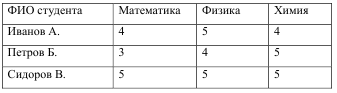 ФИО студента Математика Физика Химия
Иванов А. 4 5 4
Петров Б. 3 4 5
Сидоров В. 5 5 5